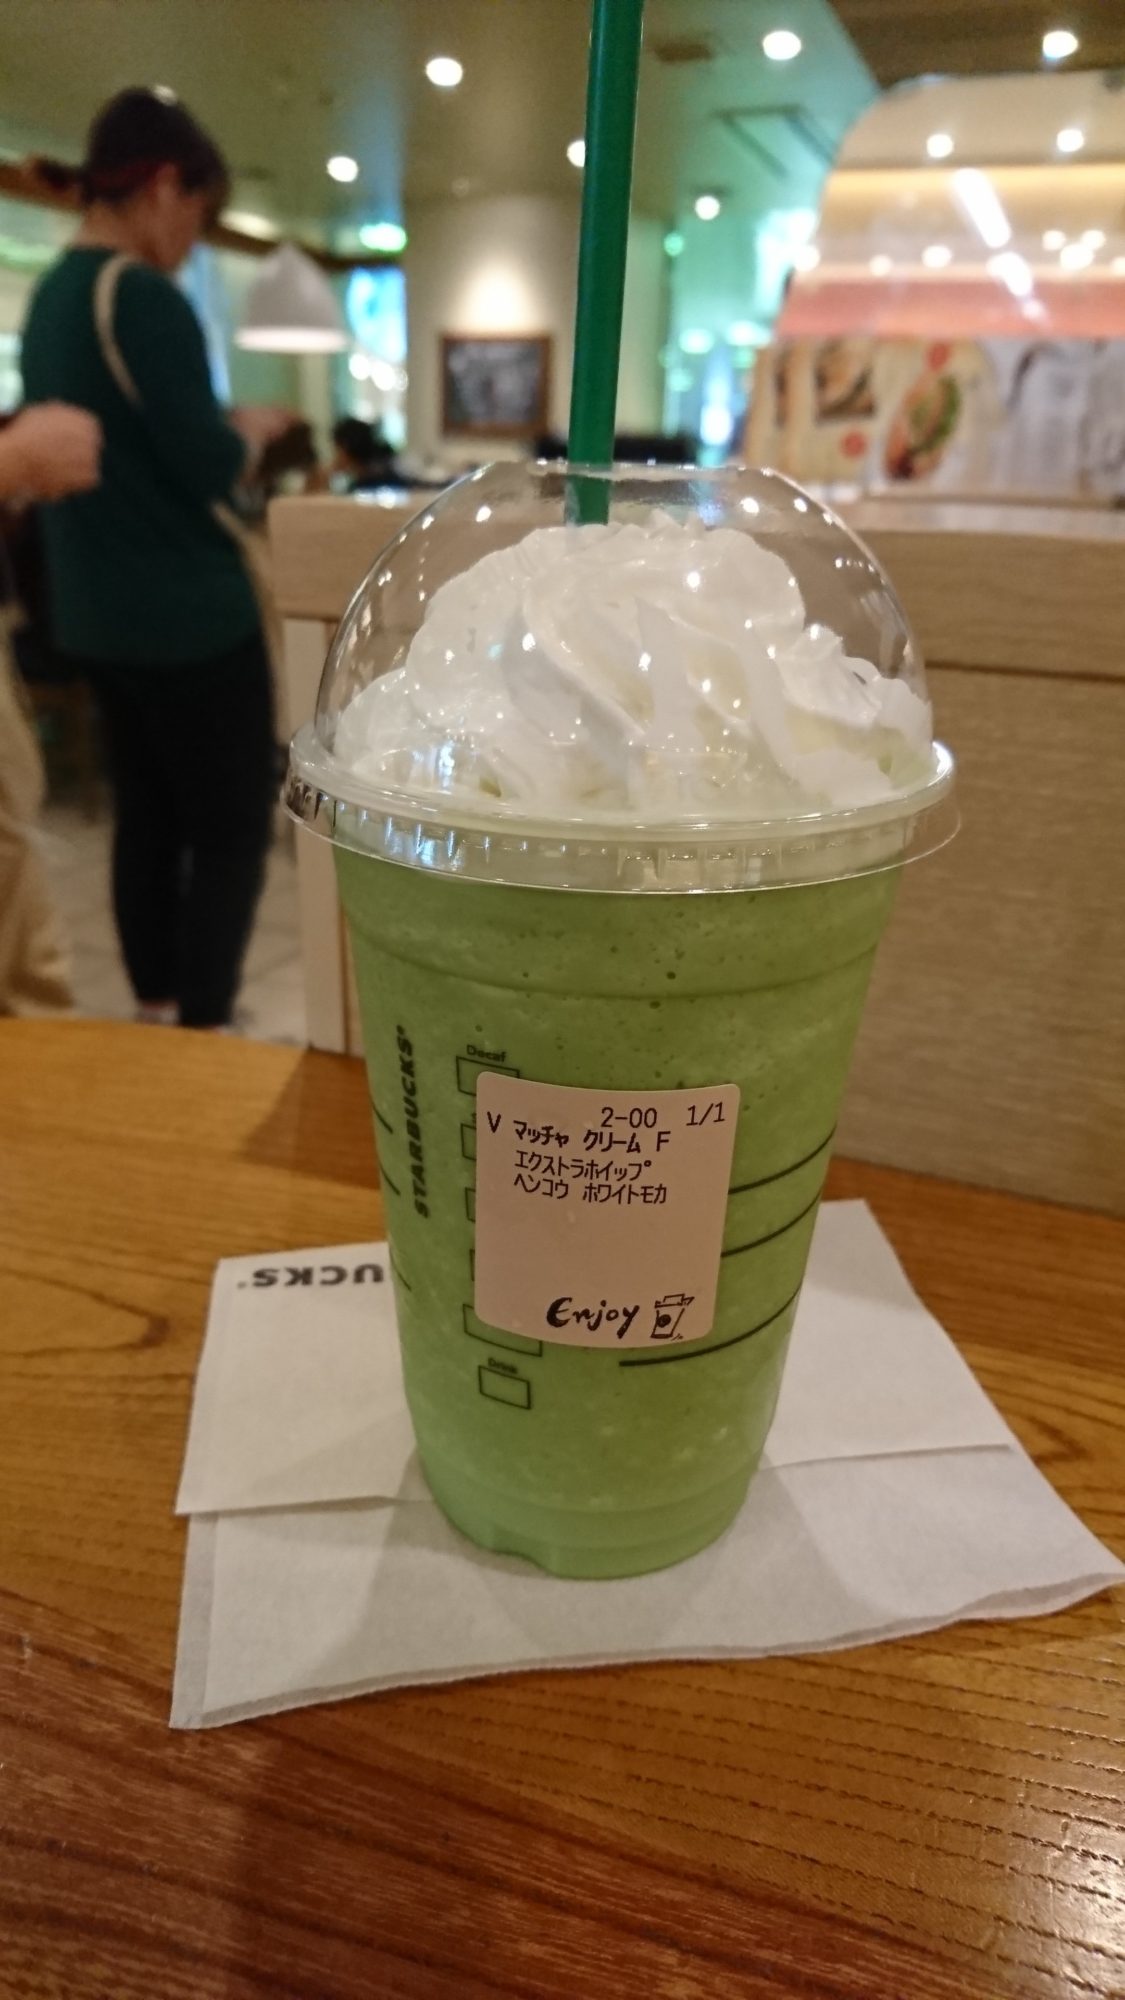 Decaf
STARBUCKS®
2-00 1/1
V マッチャ クリーム F
エクストラホイップ
ヘンコウ ホワイトモカ
Enjoy
Drink
UCKS®